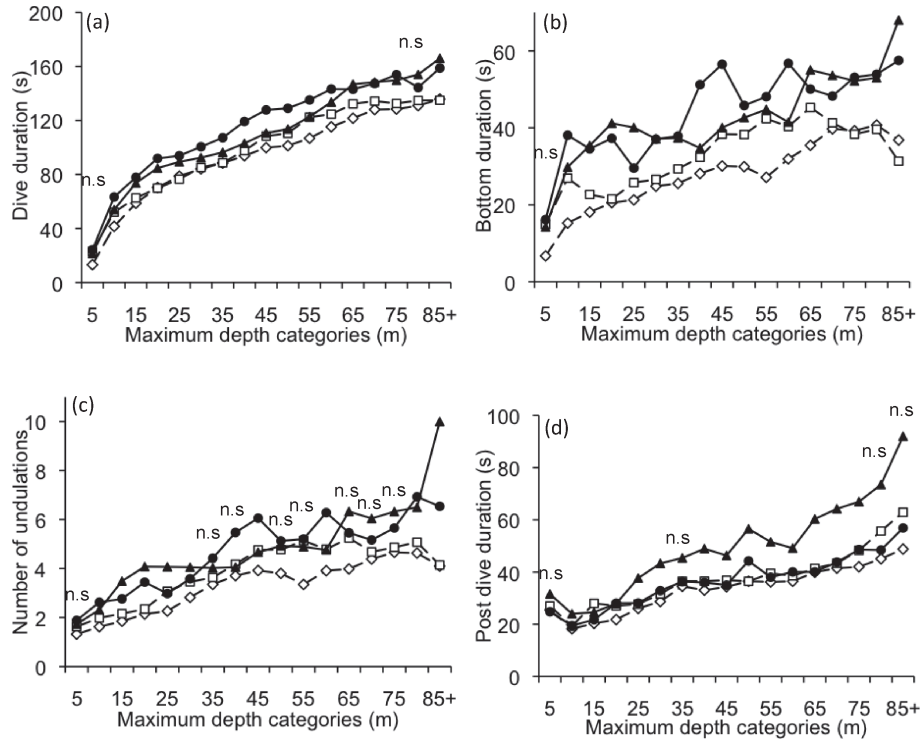 (a)
200
160
120
80
40
0
Dive duration (s)
n.s
n.s
5 15 25 35 45 55 65 75 85+
Maximum depth categories (m)
(b)
60
40
20
0
Bottom duration (s)
n.s
5 15 25 35 45 55 65 75 85+
Maximum depth categories (m)
(c)
10
8
6
4
2
0
Number of undulations
n.s
n.s
n.s
n.s
n.s
n.s
n.s
n.s
5 15 25 35 45 55 65 75 85+
Maximum depth categories (m)
(d)
100
80
60
40
20
0
Post dive duration (s)
n.s
n.s
n.s
n.s
5 15 25 35 45 55 65 75 85+
Maximum depth categories (m)